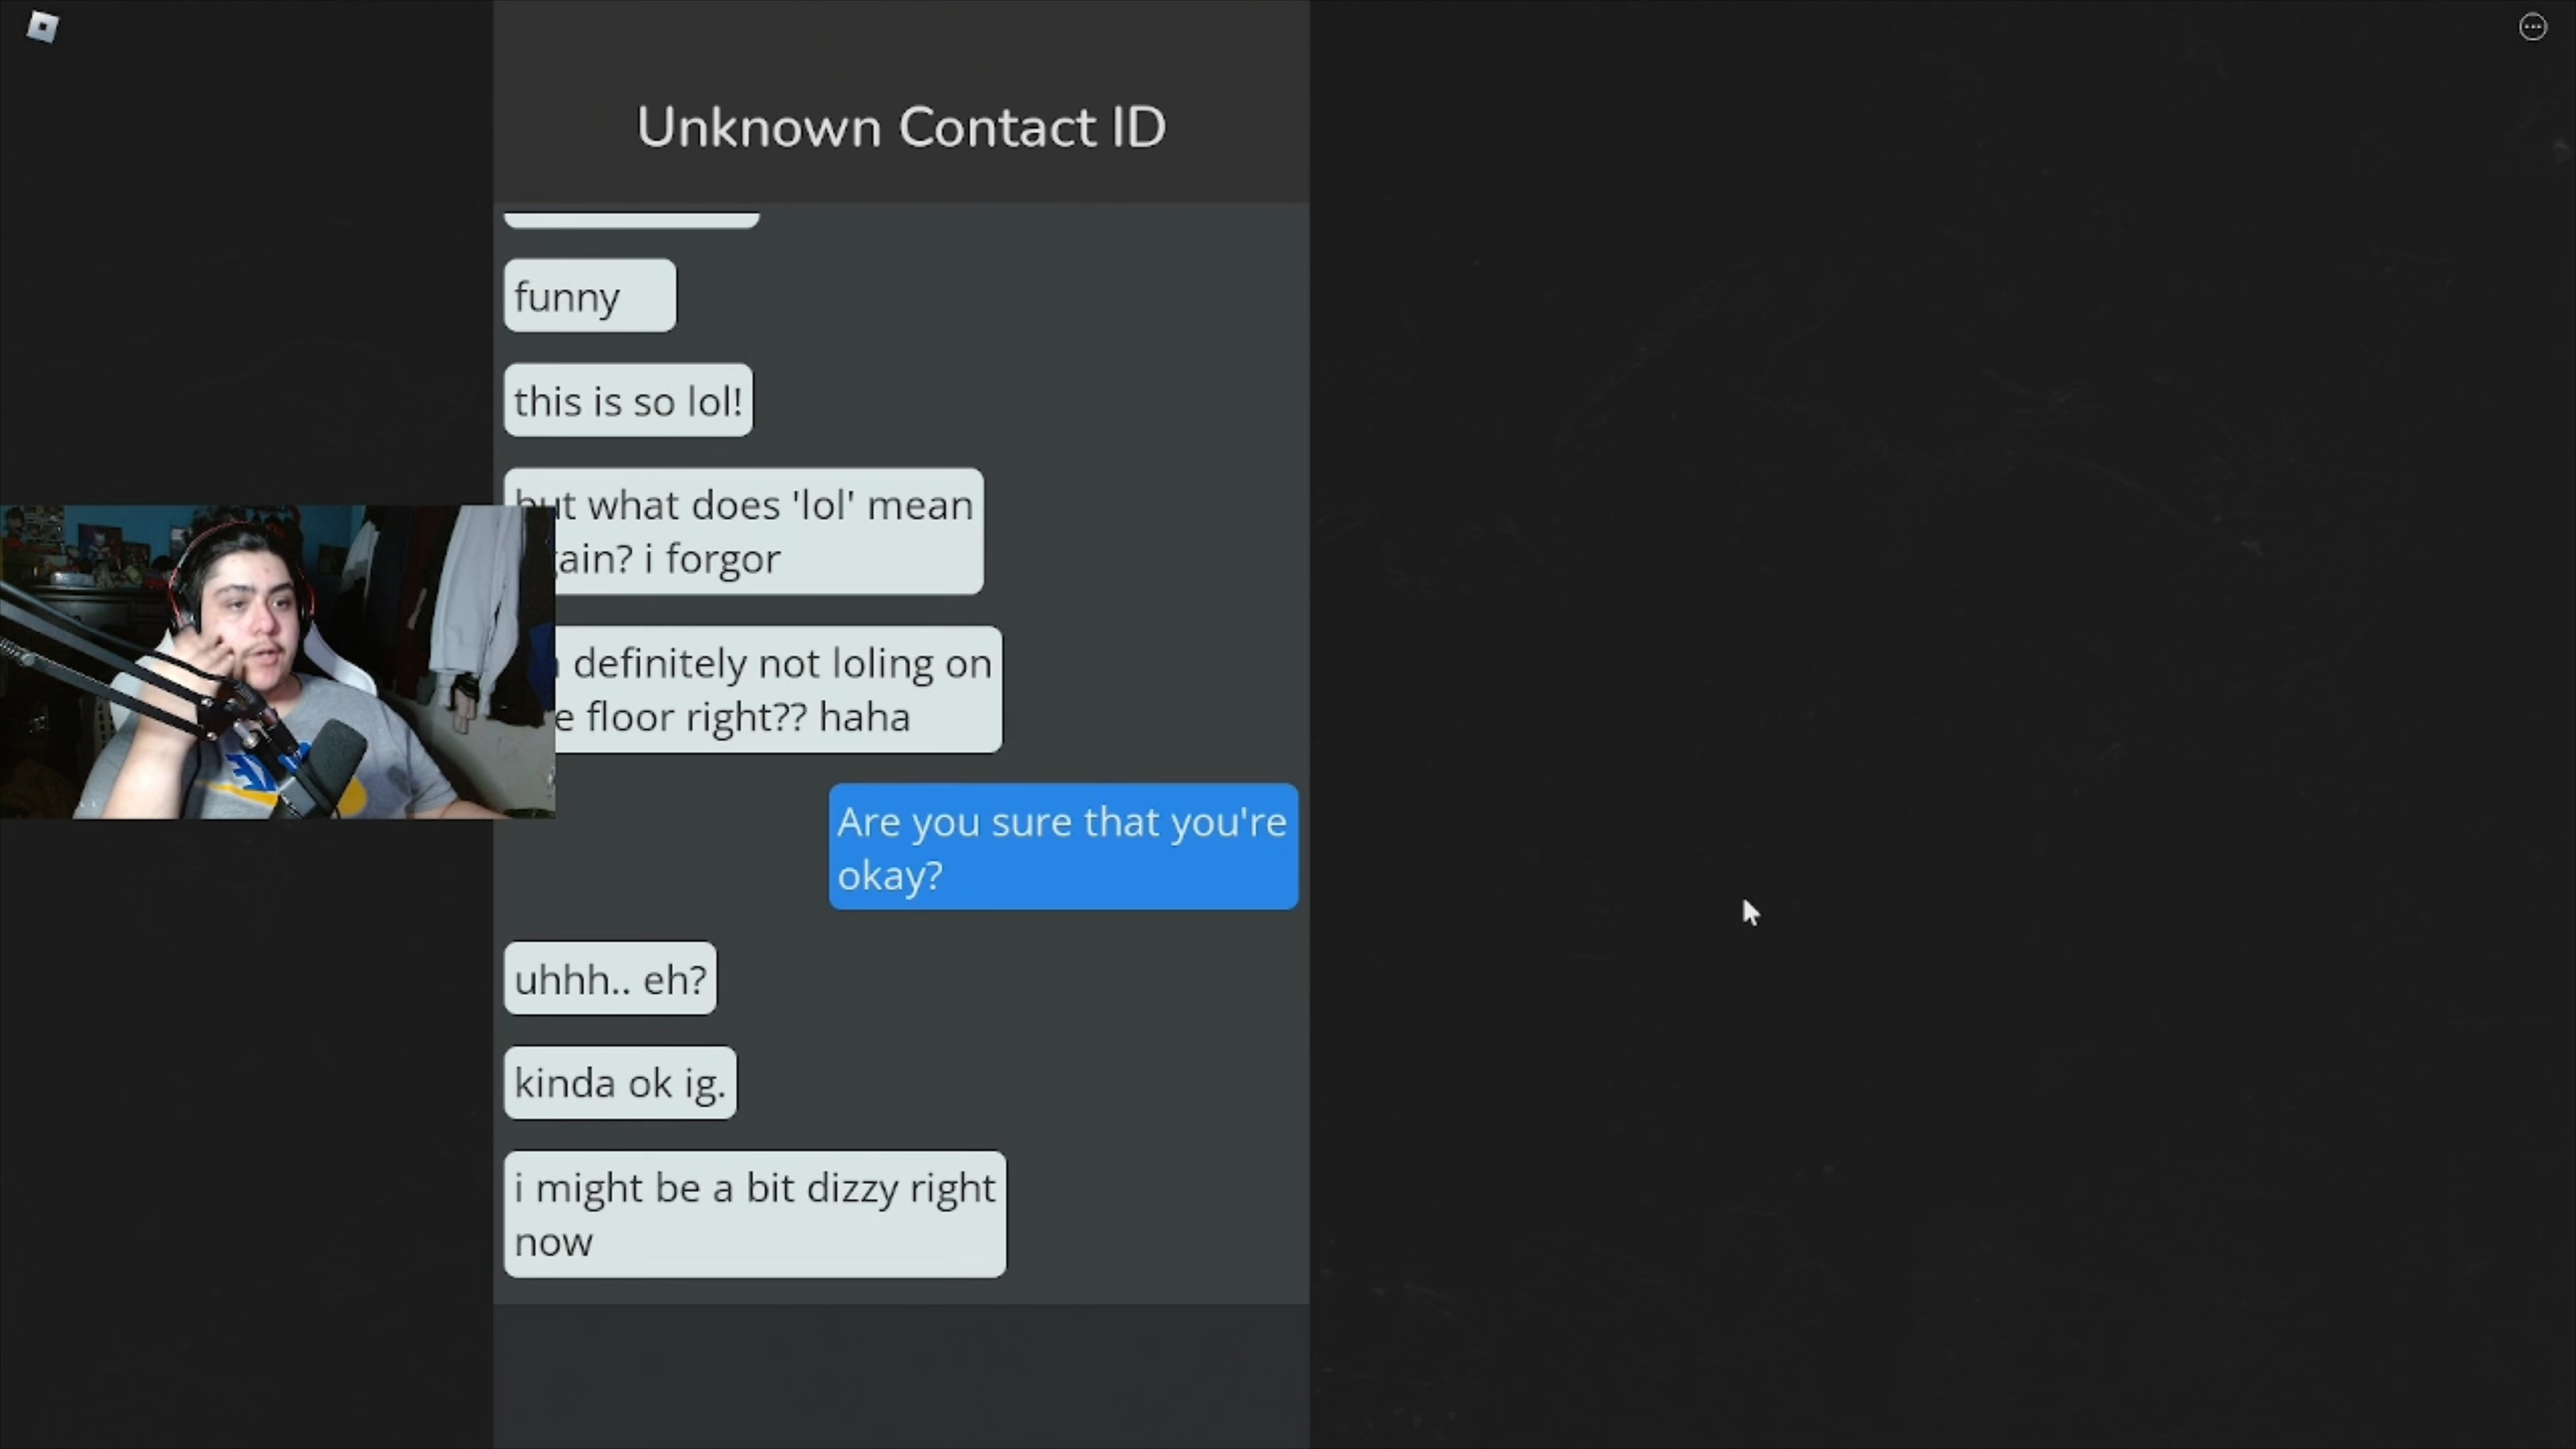 Unknown Contact ID
funny
this is so lol!
but what does 'lol' mean
i forgor
definitely not loling on
floor right?? haha
Are you sure that you're
okay?
uhhh.. eh?
kinda ok ig.
i might be a bit dizzy right
now